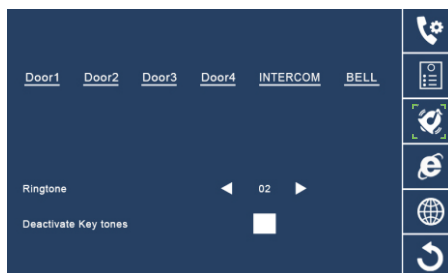 Door1 Door2 Door3 Door4 INTERCOM BELL
Ringtone 02
Deactivate Key tones